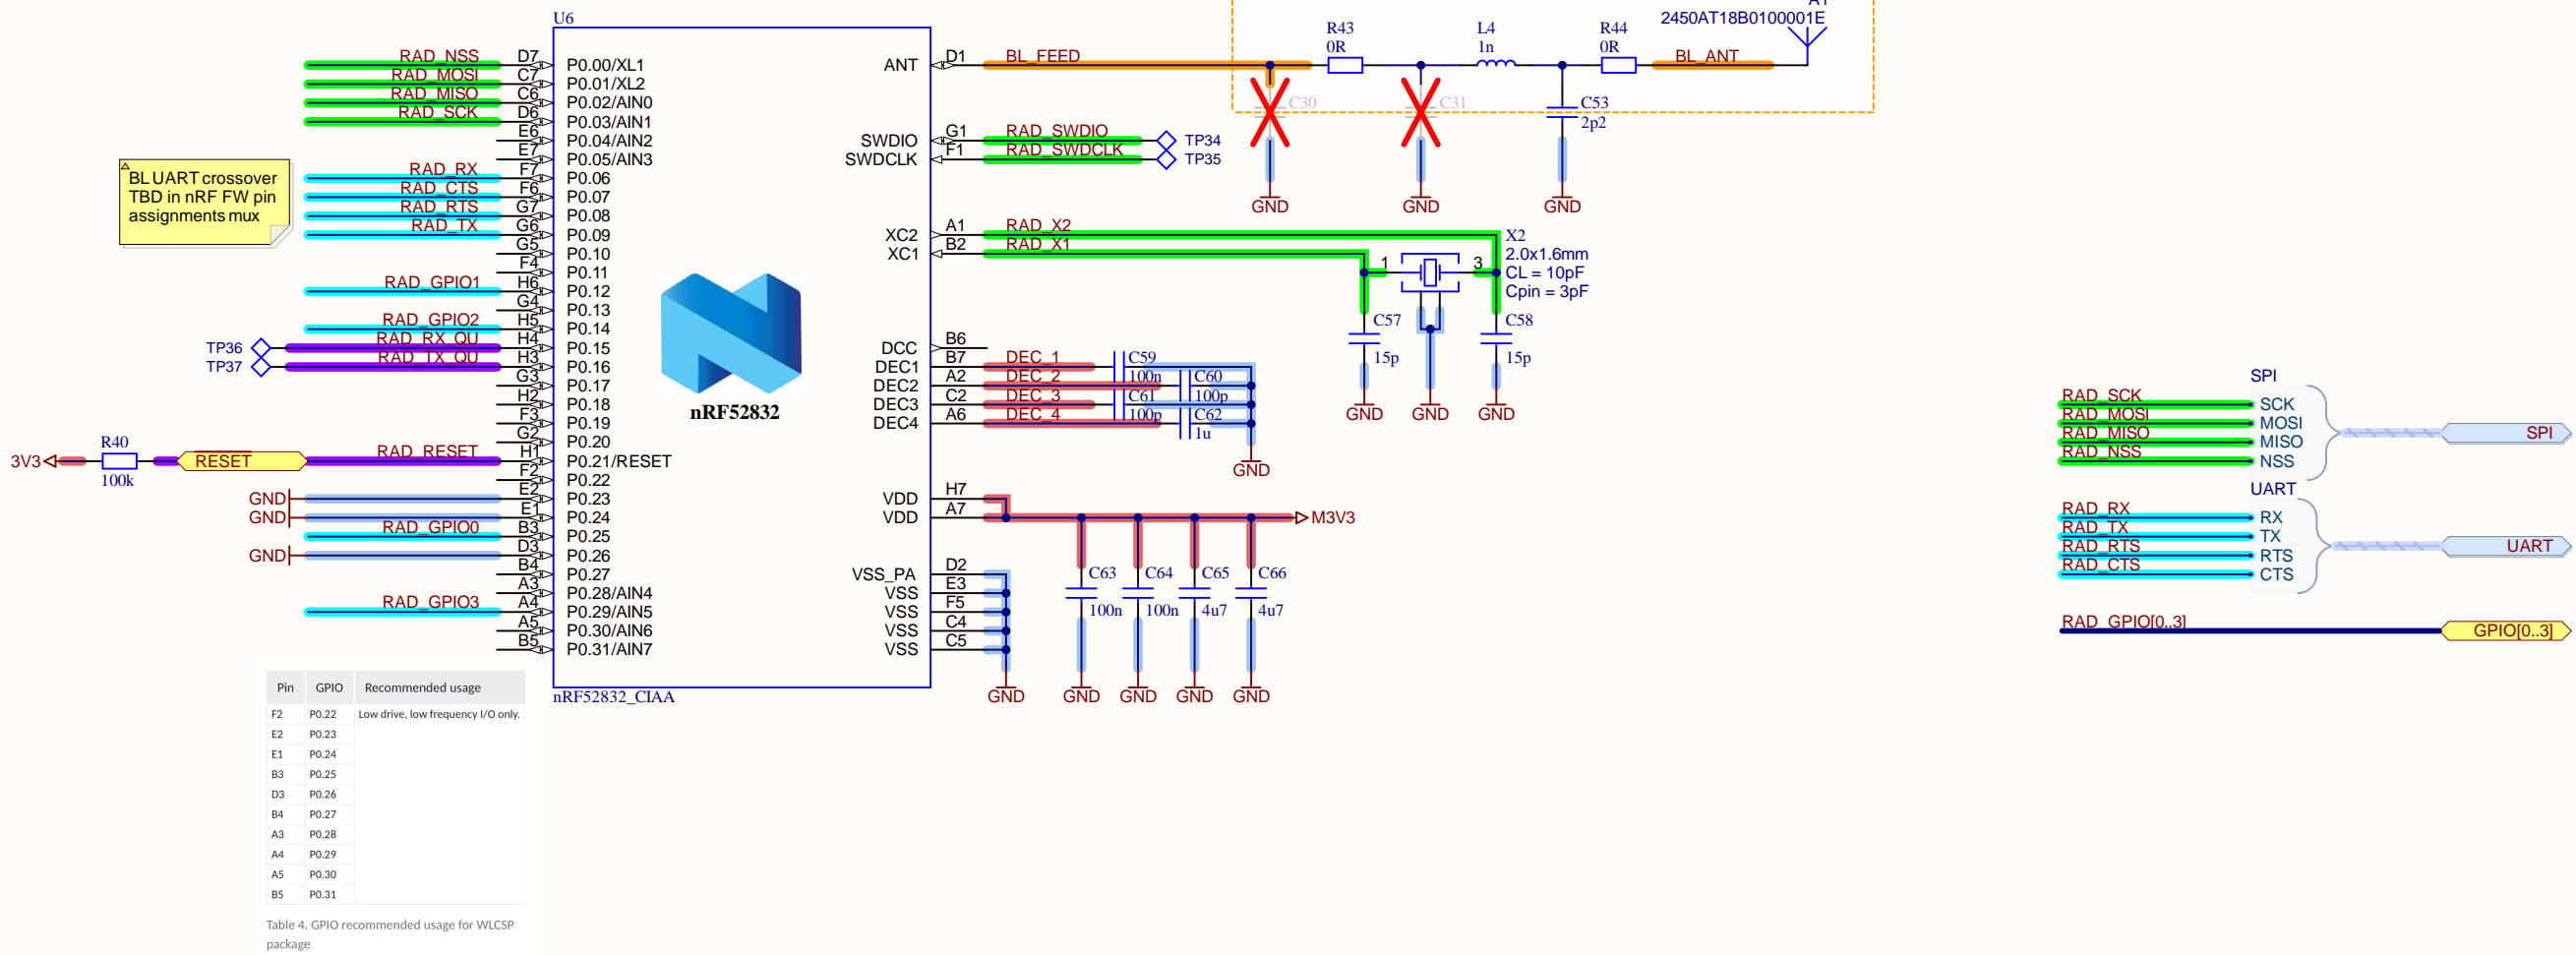 U6
RAD_NSS D7 P0.00/XL1
RAD_MOSI C7 P0.01/XL2
RAD_MISO C6 P0.02/AIN0
RAD_SCK D6 P0.03/AIN1
E6 P0.04/AIN2
E7 P0.05/AIN3
RAD_RX F7 P0.06
RAD_CTS F6 P0.07
RAD_RTS G7 P0.08
RAD_TX G6 P0.09
G5 P0.10
F4 P0.11
RAD_GPIO1 H6 P0.12
G4 P0.13
RAD_GPIO2 H5 P0.14
TP36 RAD_RX_QU H4 P0.15
TP37 RAD_TX_QU H3 P0.16
G3 P0.17
H2 P0.18
F3 P0.19
G2 P0.20
3V3 R40 100k RESET RAD_RESET H1 P0.21/RESET
F2 P0.22
GND E2 P0.23
GND E1 P0.24
RAD_GPIO0 B3 P0.25
GND D3 P0.26
B4 P0.27
A3 P0.28/AIN4
RAD_GPIO3 A4 P0.29/AIN5
A5 P0.30/AIN6
B5 P0.31/AIN7
BL UART crossover
TBD in nRF FW pin
assignments mux
nRF52832
nRF52832_CIAA
ANT D1 BL_FEED
SWDIO G1 RAD_SWDIO TP34
SWDCLK F1 RAD_SWDCLK TP35
XC2 A1 RAD_X2
XC1 B2 RAD_X1
DCC B6
DEC1 B7 DEC_1 C59 100n
DEC2 A2 DEC_2 C60 100p
DEC3 C2 DEC_3 C61 100p
DEC4 A6 DEC_4 C62 1u
GND
VDD H7
VDD A7 M3V3
VSS_PA D2
VSS E3
VSS F5
VSS C4
VSS C5
C63 C64 C65 C66
100n 100n 4u7 4u7
GND GND GND GND GND
2450AT18B0100001E
R43 L4 R44
0R 1n 0R
BL_ANT
C30 C31 C53
2p2
GND GND GND
X2
2.0x1.6mm
1 3 CL = 10pF
Cpin = 3pF
C57 C58
15p 15p
GND GND GND
SPI
RAD_SCK SCK
RAD_MOSI MOSI
SPI
RAD_MISO MISO
RAD_NSS NSS
UART
RAD_RX RX
RAD_TX TX
UART
RAD_RTS RTS
RAD_CTS CTS
RAD_GPIO[0..3] GPIO[0..3]
Pin GPIO Recommended usage
F2 P0.22 Low drive, low frequency I/O only.
E2 P0.23
E1 P0.24
B3 P0.25
D3 P0.26
B4 P0.27
A3 P0.28
A4 P0.29
A5 P0.30
B5 P0.31
Table 4. GPIO recommended usage for WLCSP
package